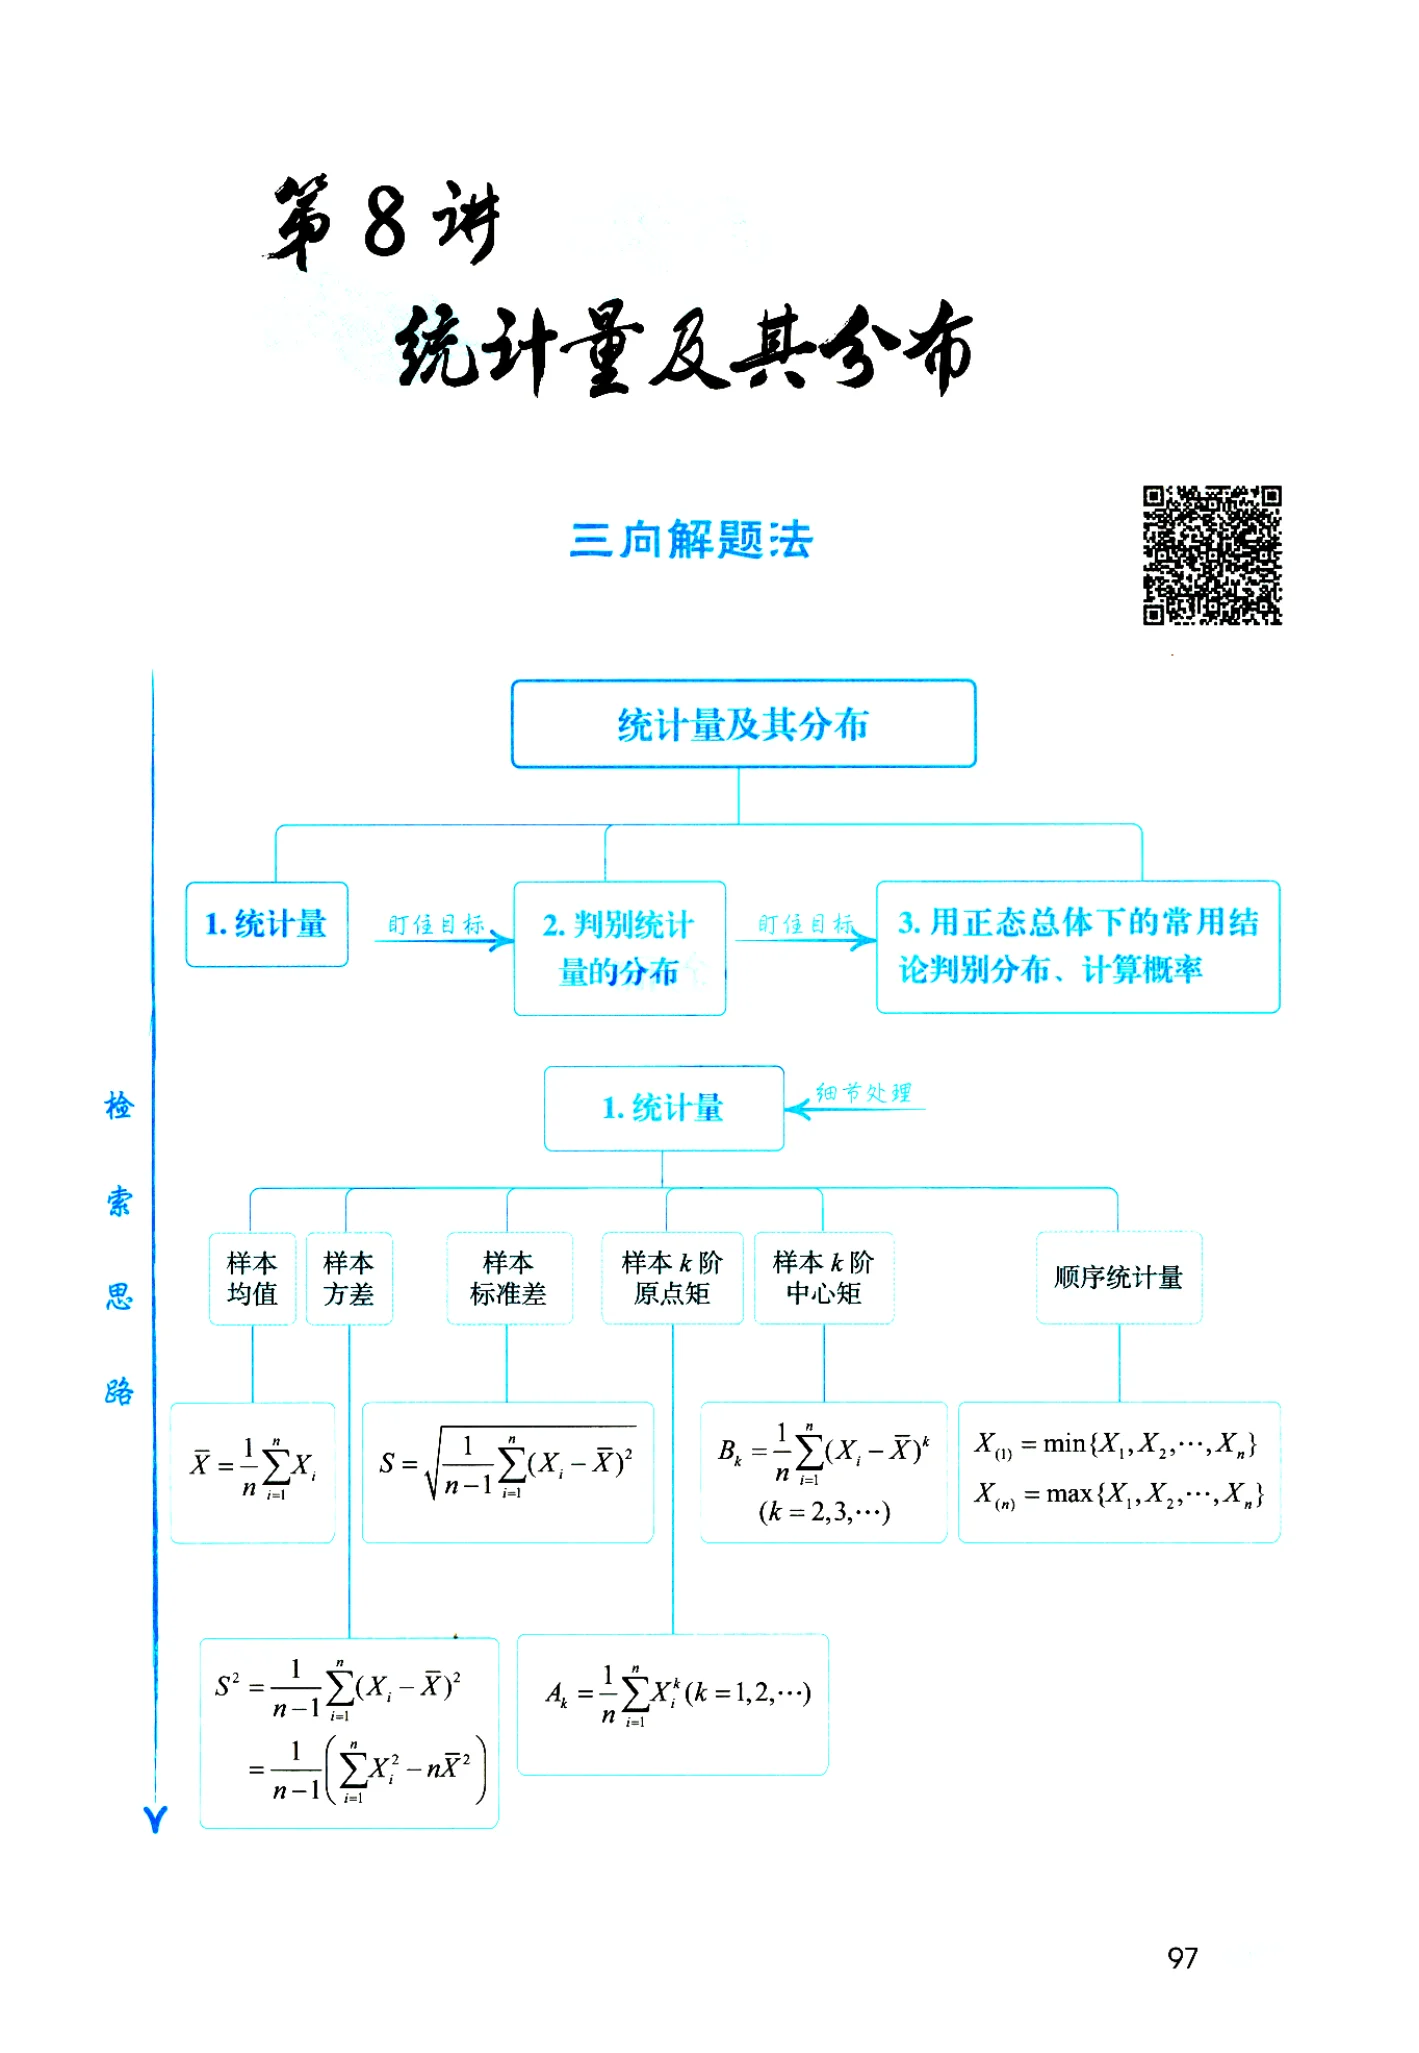 第8讲
统计量及其分布
三向解题法
统计量及其分布
1.统计量
盯住目标
2.判别统计
量的分布
盯住目标
3.用正态总体下的常用结
论判别分布、计算概率
检索思路
1.统计量
细节处理
样本
均值
样本
方差
样本
标准差
样本k阶
原点矩
样本k阶
中心矩
顺序统计量
$\overline{X}=\frac{1}{n}\sum_{i=1}^{n}X_i$
$S=\sqrt{\frac{1}{n-1}\sum_{i=1}^{n}(X_i-\overline{X})^2}$
$B_k=\frac{1}{n}\sum_{i=1}^{n}(X_i-\overline{X})^k$
$(k=2,3,\cdots)$
$X_{(1)}=\min\{X_1,X_2,\cdots,X_n\}$
$X_{(n)}=\max\{X_1,X_2,\cdots,X_n\}$
$S^2=\frac{1}{n-1}\sum_{i=1}^{n}(X_i-\overline{X})^2$
$=\frac{1}{n-1}\left(\sum_{i=1}^{n}X_i^2-n\overline{X}^2\right)$
$A_k=\frac{1}{n}\sum_{i=1}^{n}X_i^k(k=1,2,\cdots)$
97